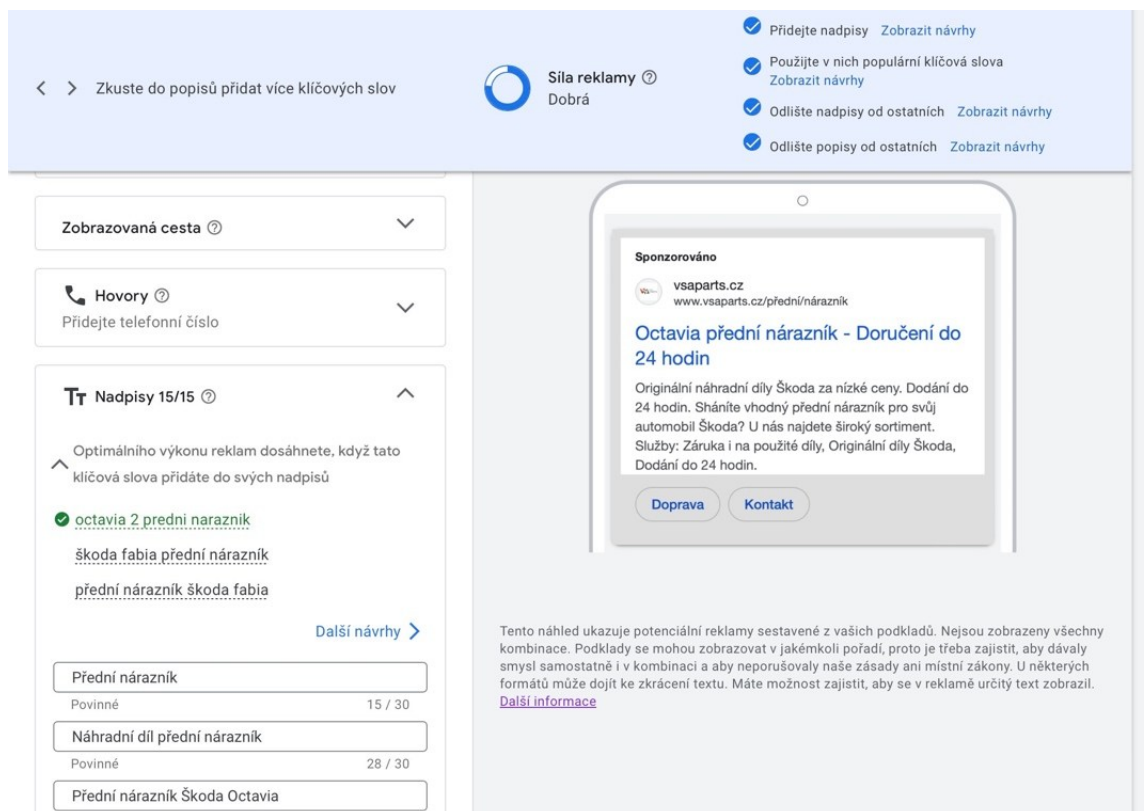 Přidejte nadpisy Zobrazit návrhy
Zkuste do popisů přidat více klíčových slov
Síla reklamy
Dobrá
Použijte v nich populární klíčová slova
Zobrazit návrhy
Odlište nadpisy od ostatních Zobrazit návrhy
Odlište popisy od ostatních Zobrazit návrhy
Zobrazovaná cesta
Hovory
Přidejte telefonní číslo
Nadpisy 15/15
Optimálního výkonu reklam dosáhnete, když tato
klíčová slova přidáte do svých nadpisů
octavia 2 predni naraznik
škoda fabia přední nárazník
přední nárazník škoda fabia
Další návrhy
Přední nárazník
Povinné 15 / 30
Náhradní díl přední nárazník
Povinné 28 / 30
Přední nárazník Škoda Octavia
Sponzorováno
vsaparts.cz
www.vsaparts.cz/přední/nárazník
Octavia přední nárazník - Doručení do
24 hodin
Originální náhradní díly Škoda za nízké ceny. Dodání do
24 hodin. Sháníte vhodný přední nárazník pro svůj
automobil Škoda? U nás najdete široký sortiment.
Služby: Záruka i na použité díly, Originální díly Škoda,
Dodání do 24 hodin.
Doprava Kontakt
Tento náhled ukazuje potenciální reklamy sestavené z vašich podkladů. Nejsou zobrazeny všechny
kombinace. Podklady se mohou zobrazovat v jakémkoli pořadí, proto je třeba zajistit, aby dávaly
smysl samostatně i v kombinaci a aby neporušovaly naše zásady ani místní zákony. U některých
formátů může dojít ke zkrácení textu. Máte možnost zajistit, aby se v reklamě určitý text zobrazil.
Další informace